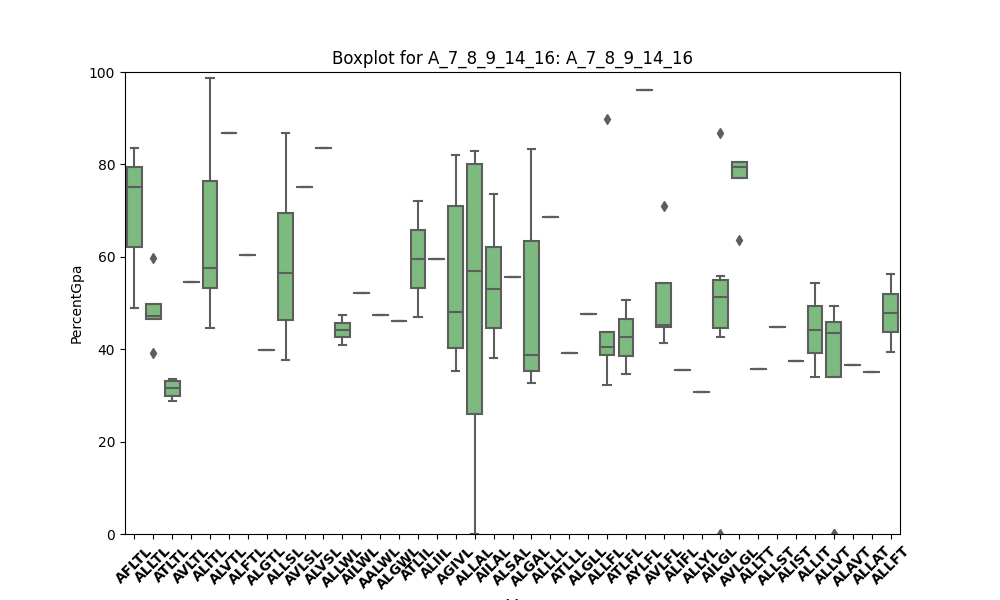 Boxplot for A_7_8_9_14_16: A_7_8_9_14_16
PercentGpa
100
80
60
40
20
0
AFLTL
ALLTL
ATLTL
AVLTL
ALITL
ALVTL
ALFTL
ALGTL
ALLSL
AVLSL
ALVSL
ALLWL
AILWL
AALWL
ALGWL
ATLIL
ALIIL
AGIVL
ALLAL
AILAL
ALSAL
ALGAL
ALLLL
ATLLL
ALGLL
ALLFL
ATLFL
AYLFL
AVLFL
ALIFL
ALLYL
AILGL
AVLGL
ALLTT
ALLST
ALIST
ALLIT
ALLVT
ALAVT
ALLAT
ALLFT